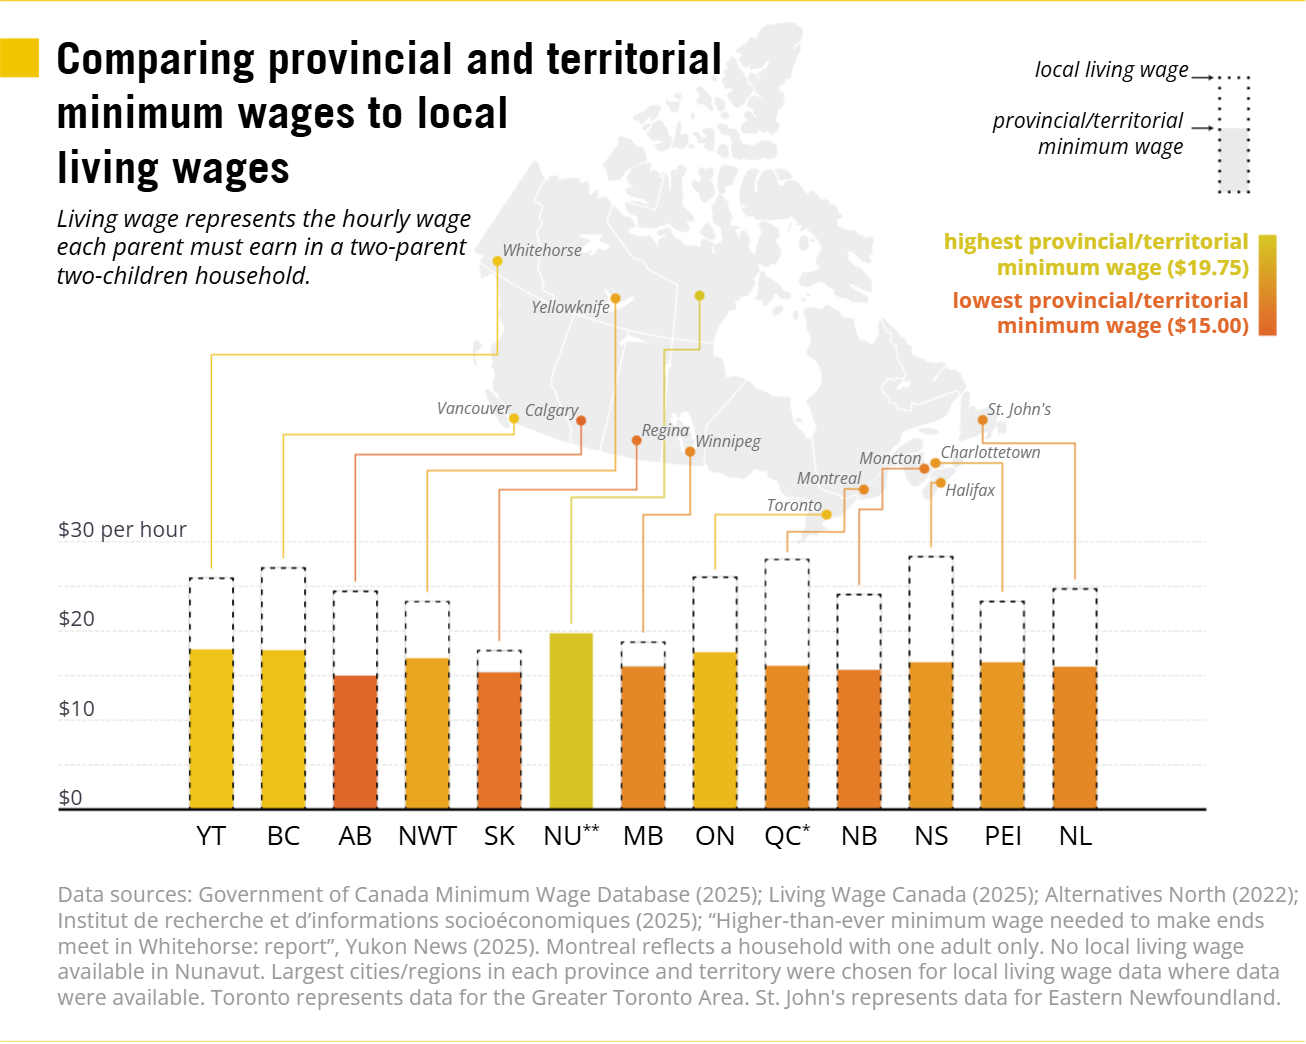 Comparing provincial and territorial
minimum wages to local
living wages
Living wage represents the hourly wage
each parent must earn in a two-parent
two-children household.
local living wage
provincial/territorial
minimum wage
highest provincial/territorial
minimum wage ($19.75)
lowest provincial/territorial
minimum wage ($15.00)
Whitehorse
Yellowknife
Vancouver
Calgary
Regina
Winnipeg
St. John's
Moncton
Charlottetown
Montreal
Halifax
Toronto
$30 per hour
$20
$10
$0
YT BC AB NWT SK NU** MB ON QC* NB NS PEI NL
Data sources: Government of Canada Minimum Wage Database (2025); Living Wage Canada (2025); Alternatives North (2022);
Institut de recherche et d’informations socioéconomiques (2025); “Higher-than-ever minimum wage needed to make ends
meet in Whitehorse: report”, Yukon News (2025). Montreal reflects a household with one adult only. No local living wage
available in Nunavut. Largest cities/regions in each province and territory were chosen for local living wage data where data
were available. Toronto represents data for the Greater Toronto Area. St. John's represents data for Eastern Newfoundland.